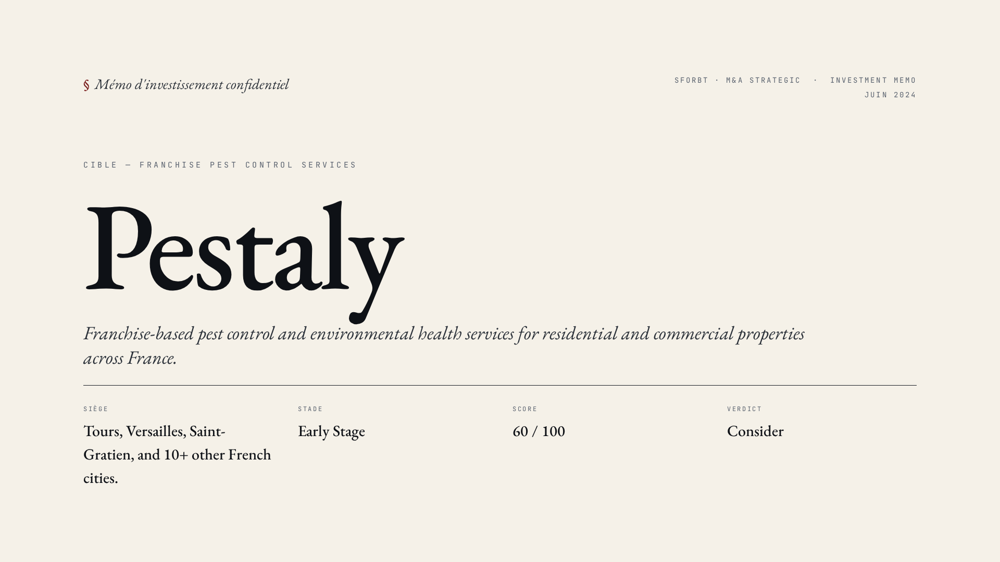 § Mémo d'investissement confidentiel
SFORBT · M&A STRATEGIC · INVESTMENT MEMO
JUIN 2024
CIBLE — FRANCHISE PEST CONTROL SERVICES
Pestaly
Franchise-based pest control and environmental health services for residential and commercial properties
across France.
SIÈGE
Tours, Versailles, Saint-
Gratien, and 10+ other French
cities.
STADE
Early Stage
SCORE
60 / 100
VERDICT
Consider